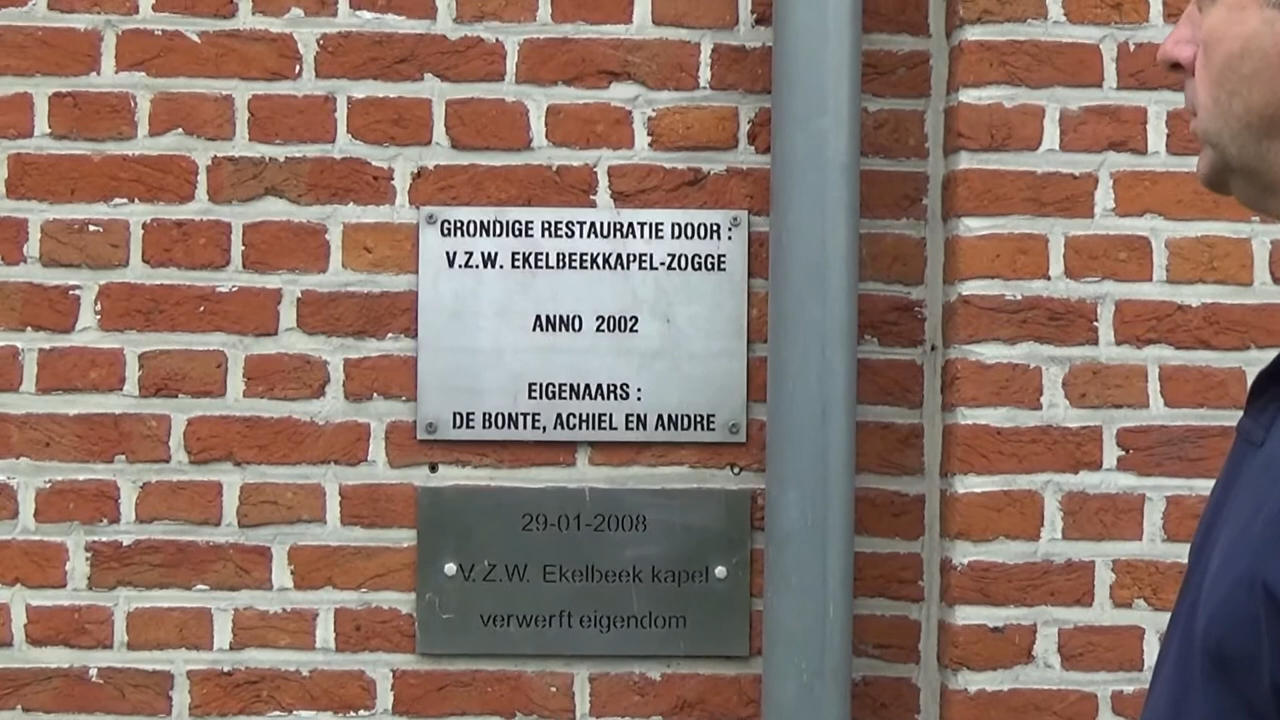 GRONDIGE RESTAURATIE DOOR :
V.Z.W. EKELBEEKKAPEL-ZOGGE
ANNO 2002
EIGENAARS :
DE BONTE, ACHIEL EN ANDRE
29-01-2008
V. Z.W. Ekelbeek kapel
verwerft eigendom